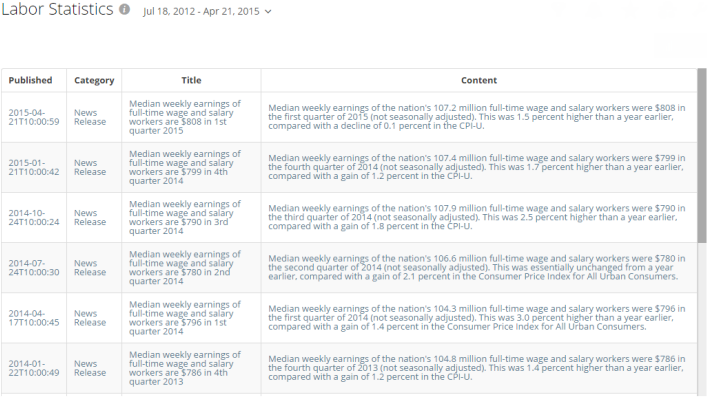 Labor Statistics
Jul 18, 2012 - Apr 21, 2015
Published Category Title Content
2015-04-
21T10:00:59
News
Release
Median weekly earnings of
full-time wage and salary
workers are $808 in 1st
quarter 2015
Median weekly earnings of the nation's 107.2 million full-time wage and salary workers were $808 in
the first quarter of 2015 (not seasonally adjusted). This was 1.5 percent higher than a year earlier,
compared with a decline of 0.1 percent in the CPI-U.
2015-01-
21T10:00:42
News
Release
Median weekly earnings of
full-time wage and salary
workers are $799 in 4th
quarter 2014
Median weekly earnings of the nation's 107.4 million full-time wage and salary workers were $799 in
the fourth quarter of 2014 (not seasonally adjusted). This was 1.7 percent higher than a year earlier,
compared with a gain of 1.2 percent in the CPI-U.
2014-10-
24T10:00:24
News
Release
Median weekly earnings of
full-time wage and salary
workers are $790 in 3rd
quarter 2014
Median weekly earnings of the nation's 107.9 million full-time wage and salary workers were $790 in
the third quarter of 2014 (not seasonally adjusted). This was 2.5 percent higher than a year earlier,
compared with a gain of 1.8 percent in the CPI-U.
2014-07-
24T10:00:30
News
Release
Median weekly earnings of
full-time wage and salary
workers are $780 in 2nd
quarter 2014
Median weekly earnings of the nation's 106.6 million full-time wage and salary workers were $780 in
the second quarter of 2014 (not seasonally adjusted). This was essentially unchanged from a year
earlier, compared with a gain of 2.1 percent in the Consumer Price Index for All Urban Consumers.
2014-04-
17T10:00:45
News
Release
Median weekly earnings of
full-time wage and salary
workers are $796 in 1st
quarter 2014
Median weekly earnings of the nation's 104.3 million full-time wage and salary workers were $796 in
the first quarter of 2014 (not seasonally adjusted). This was 3.0 percent higher than a year earlier,
compared with a gain of 1.4 percent in the Consumer Price Index for All Urban Consumers.
2014-01-
22T10:00:49
News
Release
Median weekly earnings of
full-time wage and salary
workers are $786 in 4th
quarter 2013
Median weekly earnings of the nation's 104.8 million full-time wage and salary workers were $786 in
the fourth quarter of 2013 (not seasonally adjusted). This was 1.4 percent higher than a year earlier,
compared with a gain of 1.2 percent in the CPI-U.